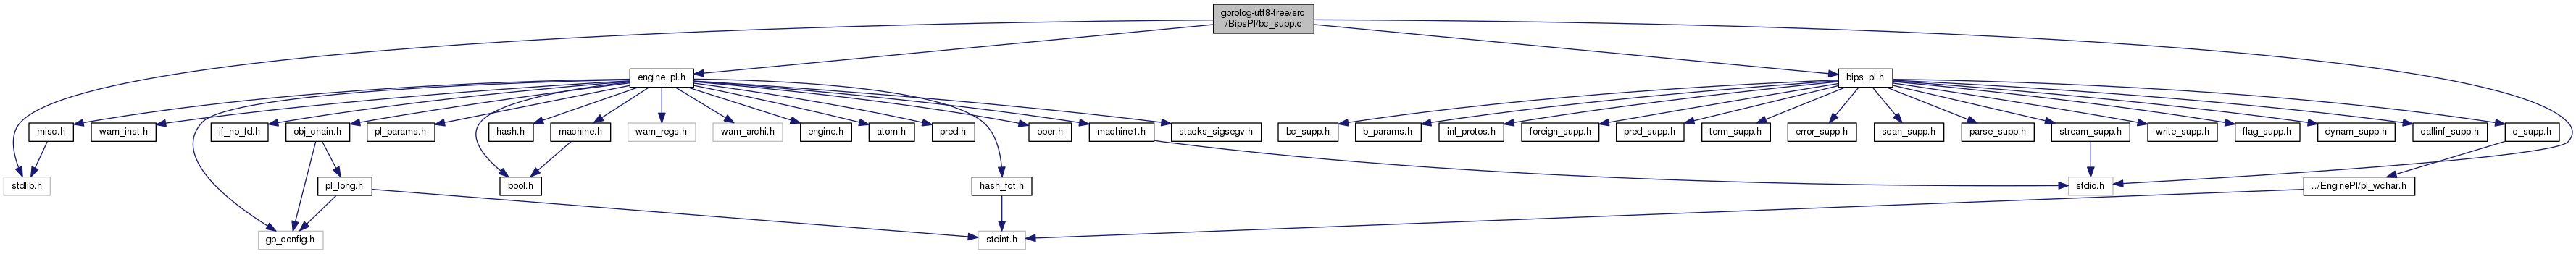 gprolog-utf8-tree/src
/BipsPl/bc_supp.c
engine_pl.h
bips_pl.h
misc.h
wam_inst.h
if_no_fd.h
obj_chain.h
pl_params.h
hash.h
machine.h
wam_regs.h
wam_archi.h
engine.h
atom.h
pred.h
oper.h
machine1.h
stacks_sigsegv.h
bc_supp.h
b_params.h
inl_protos.h
foreign_supp.h
pred_supp.h
term_supp.h
error_supp.h
scan_supp.h
parse_supp.h
stream_supp.h
write_supp.h
flag_supp.h
dynam_supp.h
callinf_supp.h
c_supp.h
stdlib.h
pl_long.h
bool.h
hash_fct.h
stdio.h
../EnginePl/pl_wchar.h
gp_config.h
stdint.h